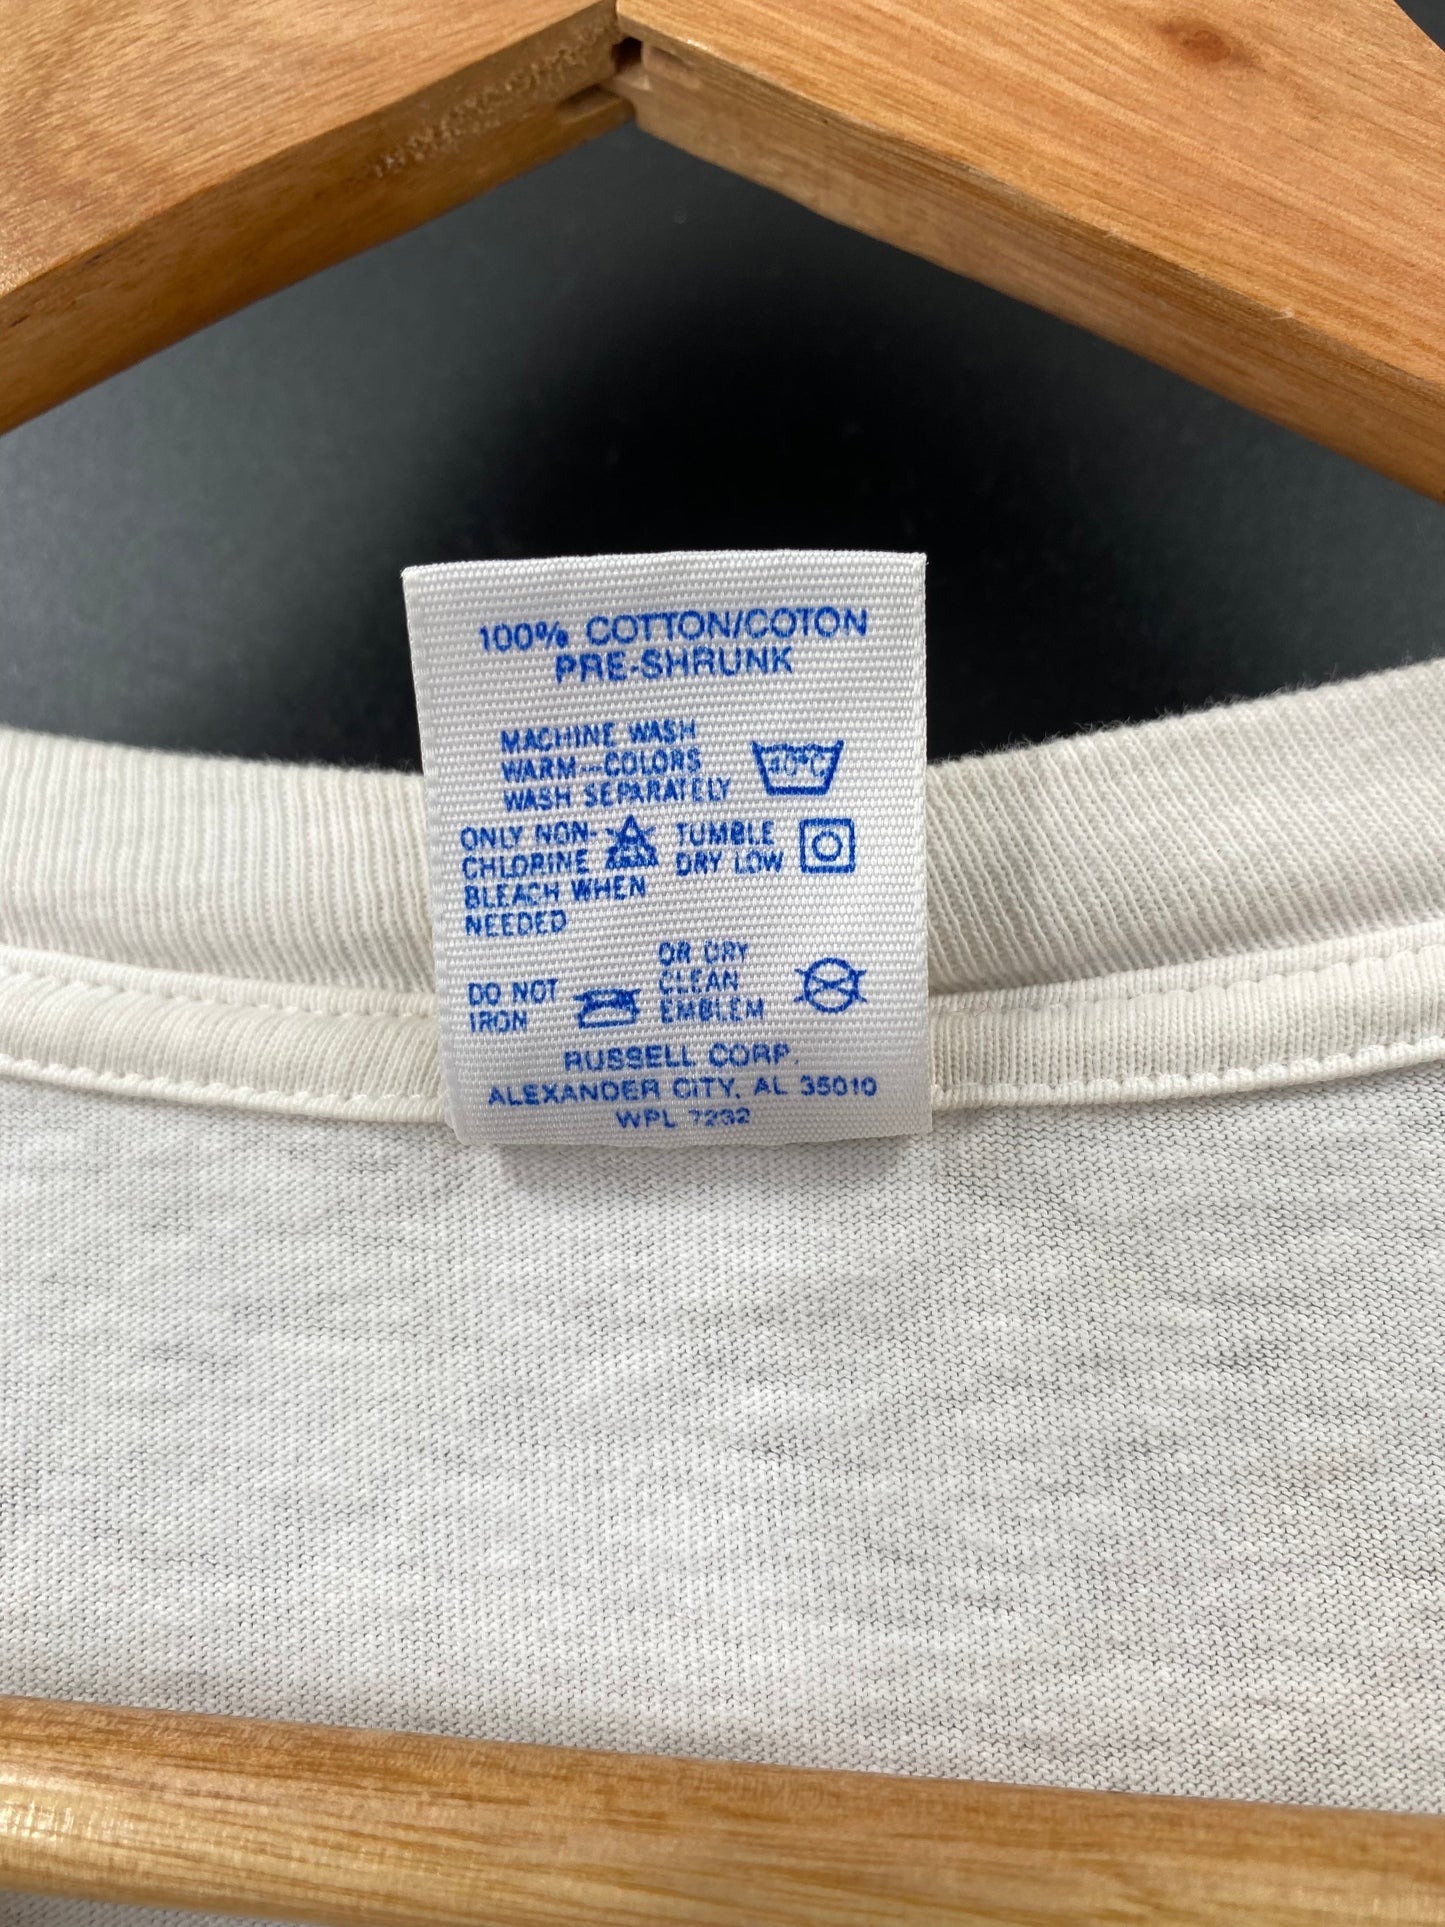 100% COTTON/COTON
PRE-SHRUNK
MACHINE WASH
WARM—COLORS
WASH SEPARATELY
40°C
ONLY NON-
CHLORINE
BLEACH WHEN
NEEDED
TUMBLE
DRY LOW
DO NOT
IRON
OR DRY
CLEAN
EMBLEM
RUSSELL CORP.
ALEXANDER CITY, AL 35010
WPL 7232